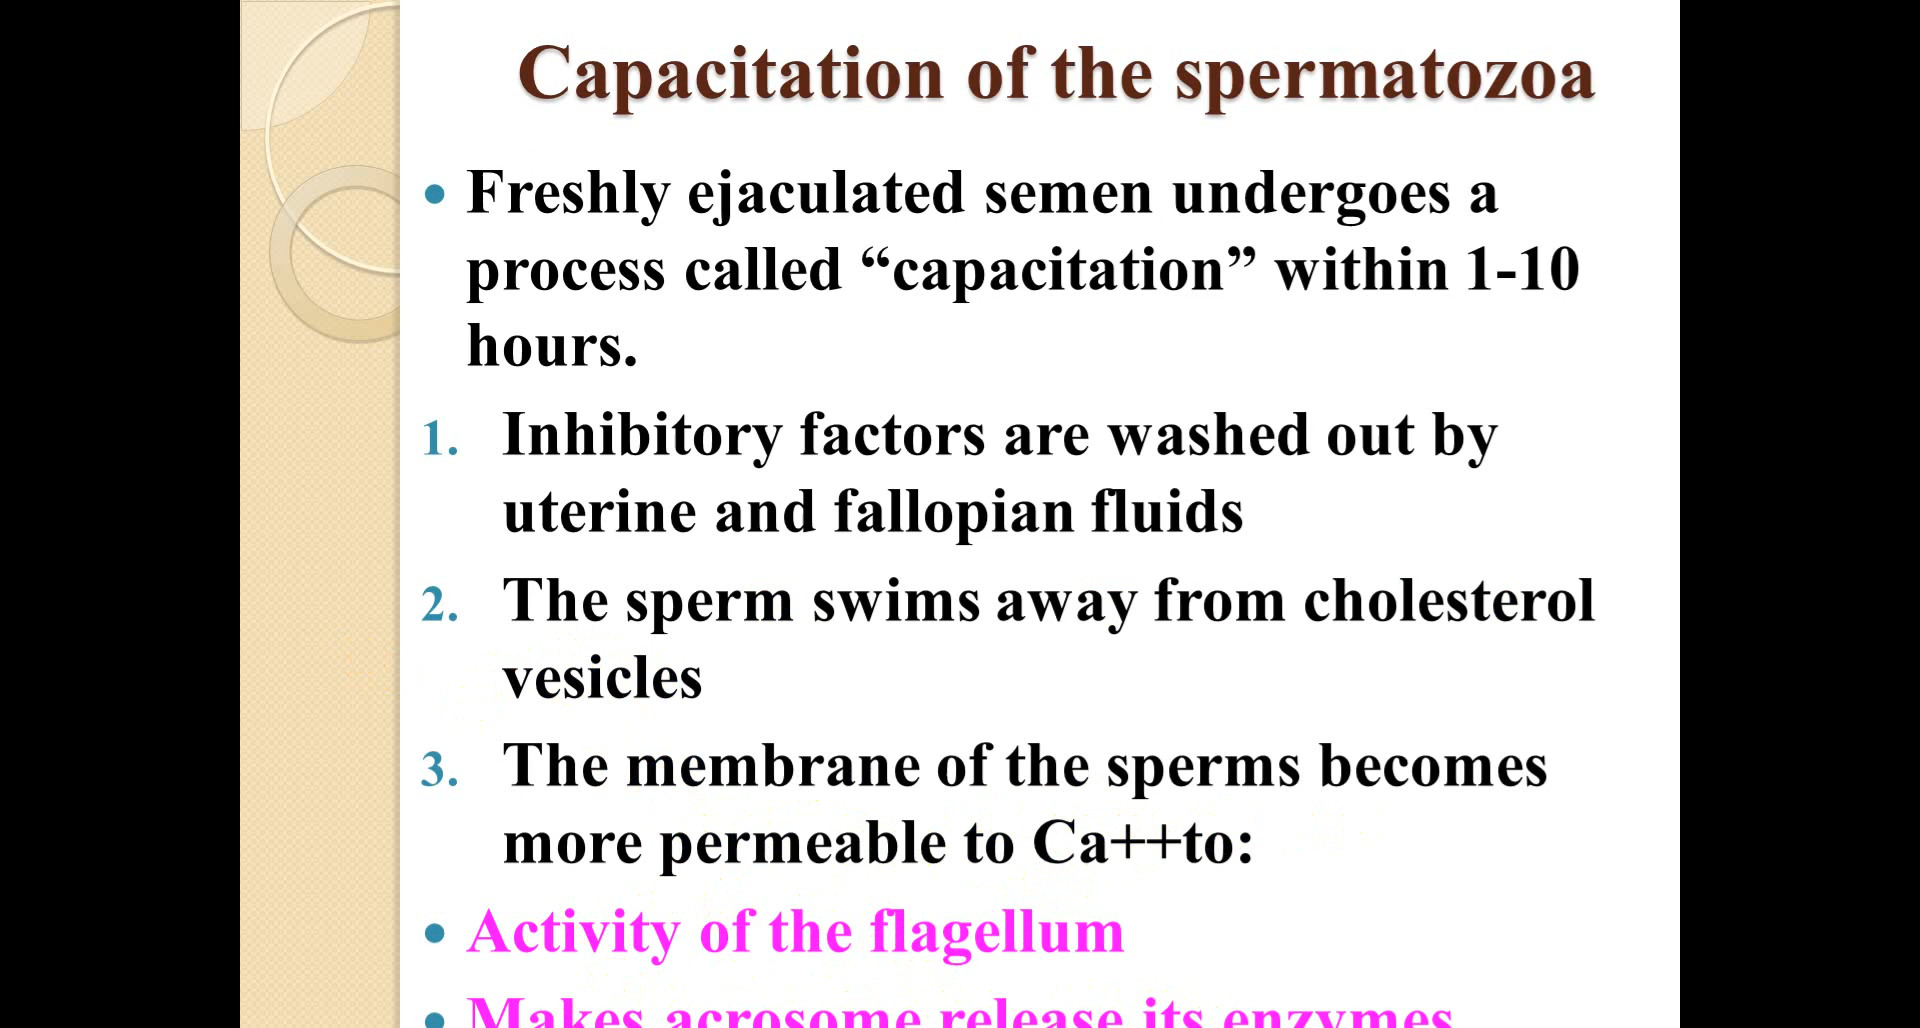 Capacitation of the spermatozoa
• Freshly ejaculated semen undergoes a
process called “capacitation” within 1-10
hours.
1. Inhibitory factors are washed out by
uterine and fallopian fluids
2. The sperm swims away from cholesterol
vesicles
3. The membrane of the sperms becomes
more permeable to Ca++to:
• Activity of the flagellum
• Makes acrosome release its enzymes